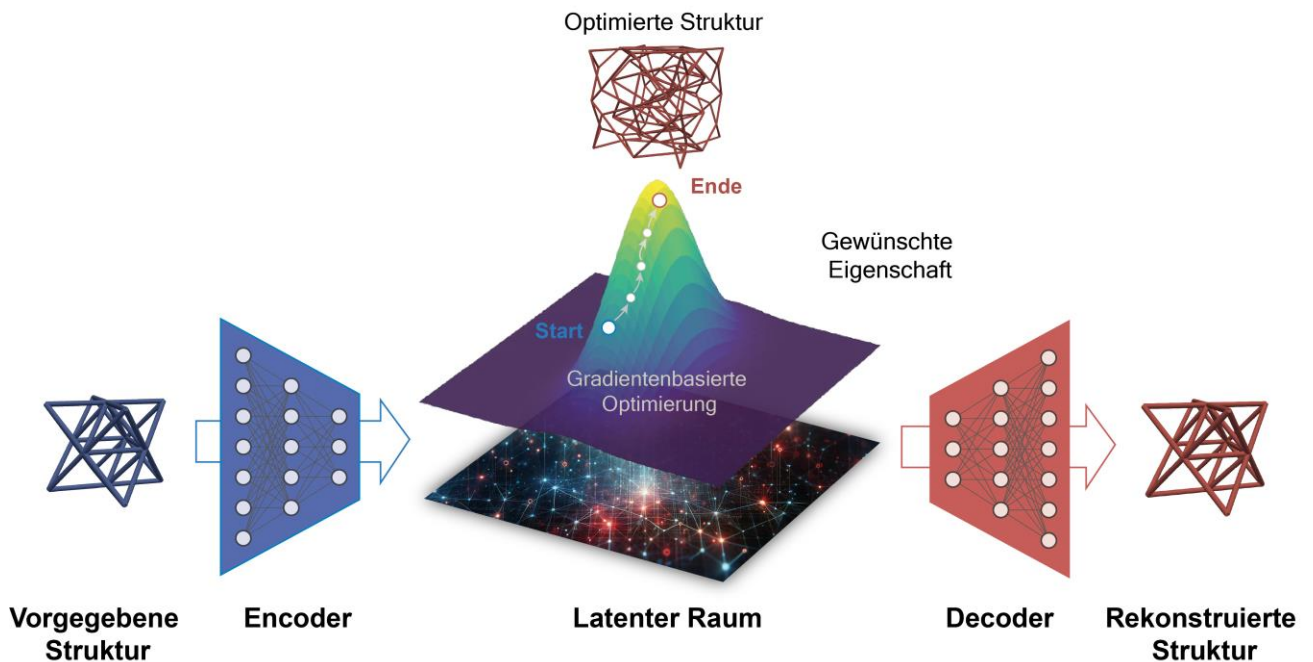 Optimierte Struktur
Ende
Gewünschte
Eigenschaft
Start
Gradientenbasierte
Optimierung
Vorgegebene
Struktur
Encoder
Latenter Raum
Decoder
Rekonstruierte
Struktur